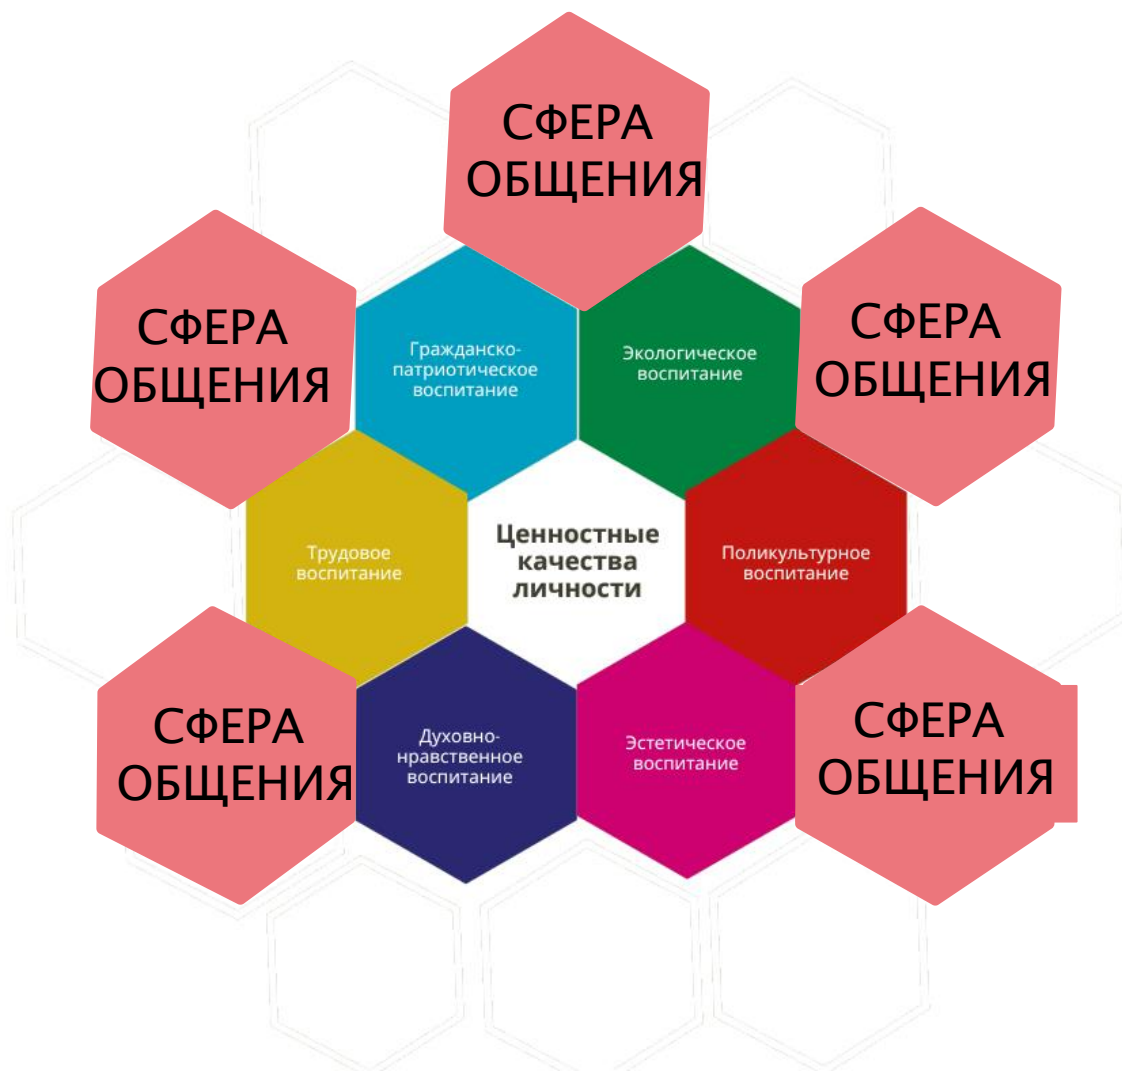 СФЕРА
ОБЩЕНИЯ
СФЕРА
ОБЩЕНИЯ
СФЕРА
ОБЩЕНИЯ
Гражданско-
патриотическое
воспитание
Экологическое
воспитание
Трудовое
воспитание
Ценностные
качества
личности
Поликультурное
воспитание
СФЕРА
ОБЩЕНИЯ
Духовно-
нравственное
воспитание
Эстетическое
воспитание
СФЕРА
ОБЩЕНИЯ